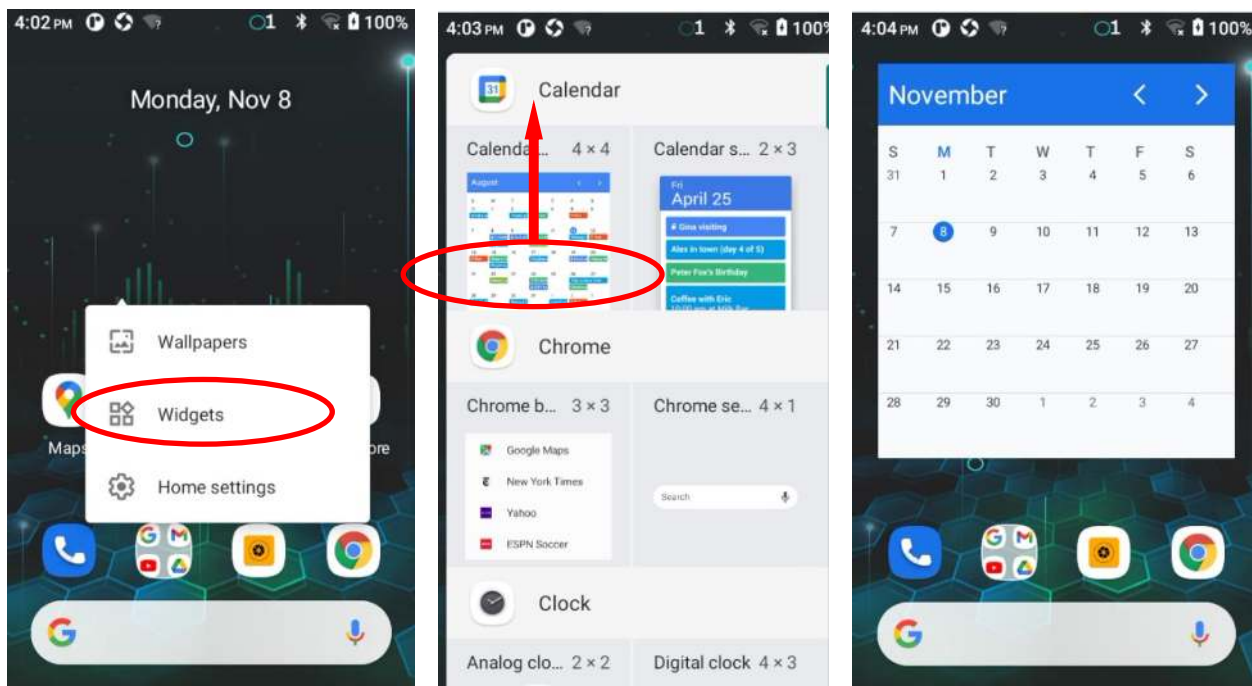 4:02 PM 1 100%
Monday, Nov 8
Wallpapers
Widgets
Maps
ore
Home settings
4:03 PM 1 100%
31 Calendar
Calenda... 4 × 4 Calendar s... 2 × 3
August
Fri
April 25
# Gina visiting
Alex in town (day 4 of 5)
Peter Fox's Birthday
Coffee with Eric
Chrome
Chrome b... 3 × 3 Chrome se... 4 × 1
Google Maps
New York Times
Search
Yahoo
ESPN Soccer
Clock
Analog clo... 2 × 2 Digital clock 4 × 3
4:04 PM 1 100%
November
S M T W T F S
31 1 2 3 4 5 6
7 8 9 10 11 12 13
14 15 16 17 18 19 20
21 22 23 24 25 26 27
28 29 30 1 2 3 4